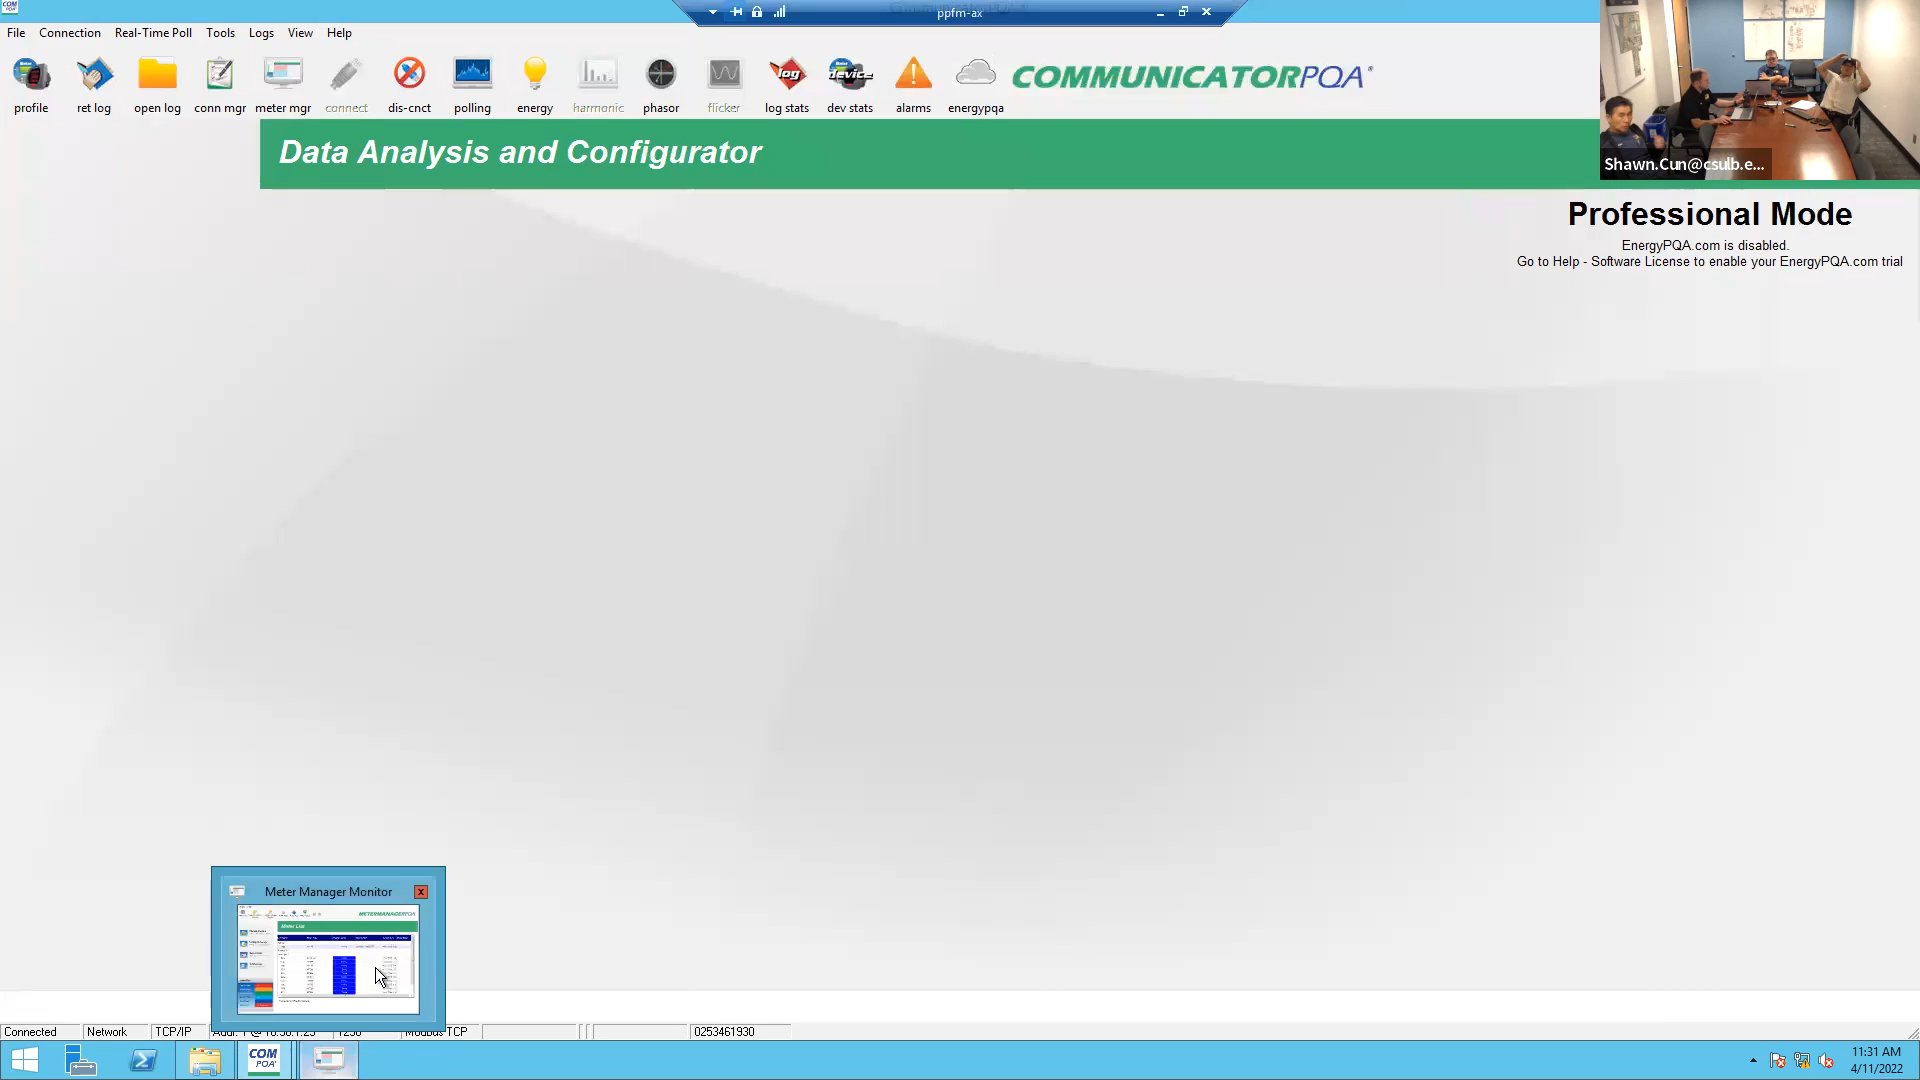 ppfm-ax
File Connection Real-Time Poll Tools Logs View Help
profile ret log open log conn mgr meter mgr connect dis-cnct polling energy harmonic phasor flicker log stats dev stats alarms energypqa
COMMUNICATORPQA®
Data Analysis and Configurator
Shawn.Cun@csulb.e...
Professional Mode
EnergyPQA.com is disabled.
Go to Help - Software License to enable your EnergyPQA.com trial
Meter Manager Monitor
METERMANAGERPQA
Meter List
Connected Network TCP/IP Modbus TCP 0253461930
COM PQA
11:31 AM
4/11/2022